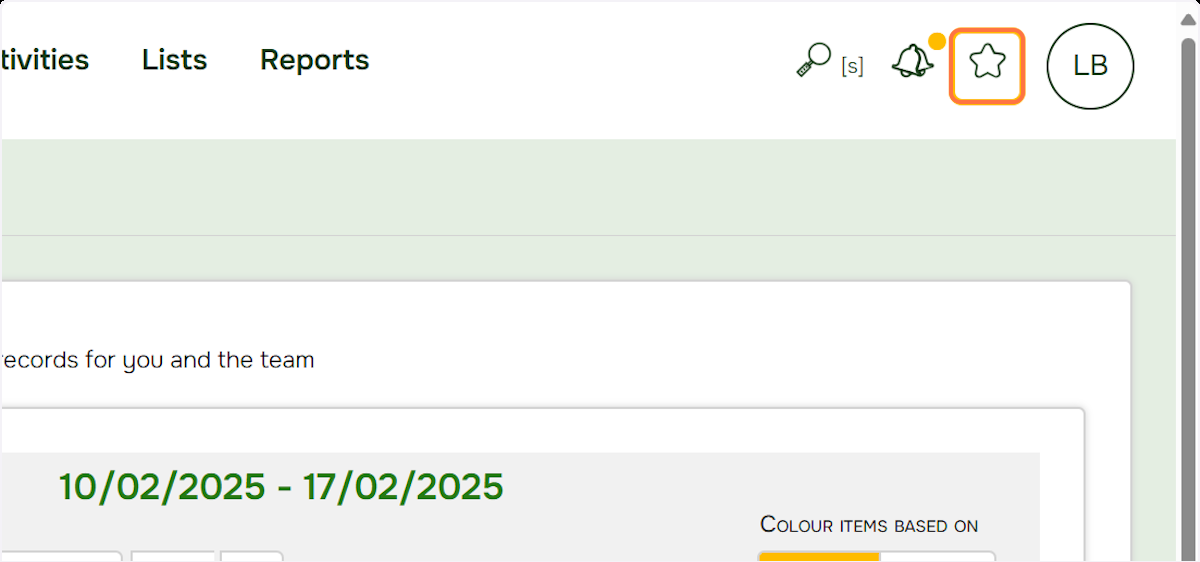 tivities Lists Reports [s] LB
ecords for you and the team
10/02/2025 - 17/02/2025
Colour items based on